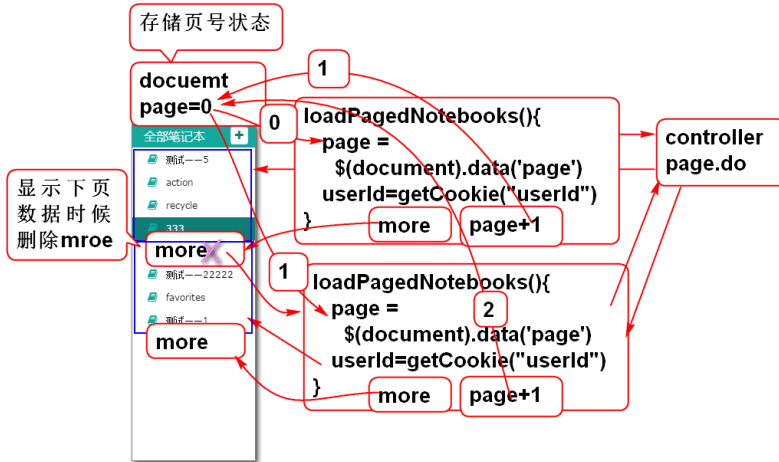 存储页号状态
docuemt
page=0
1
0
全部笔记本 +
测试——5
action
recycle
333
显示下页
数据时候
删除mroe
more
测试——22222
favorites
测试——1
more
loadPagedNotebooks(){
page =
$(document).data('page')
userId=getCookie("userId")
}
more
page+1
controller
page.do
1
loadPagedNotebooks(){
page =
$(document).data('page')
2
userId=getCookie("userId")
}
more
page+1